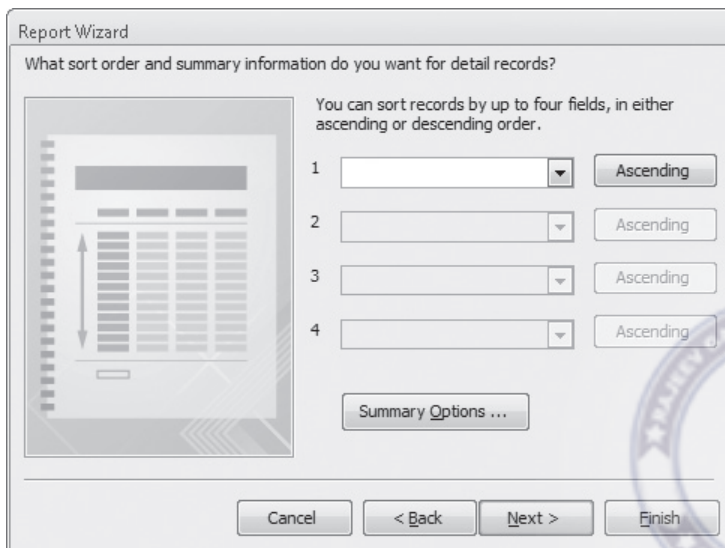 Report Wizard
What sort order and summary information do you want for detail records?
You can sort records by up to four fields, in either
ascending or descending order.
1 Ascending
2 Ascending
3 Ascending
4 Ascending
Summary Options ...
Cancel < Back Next > Finish